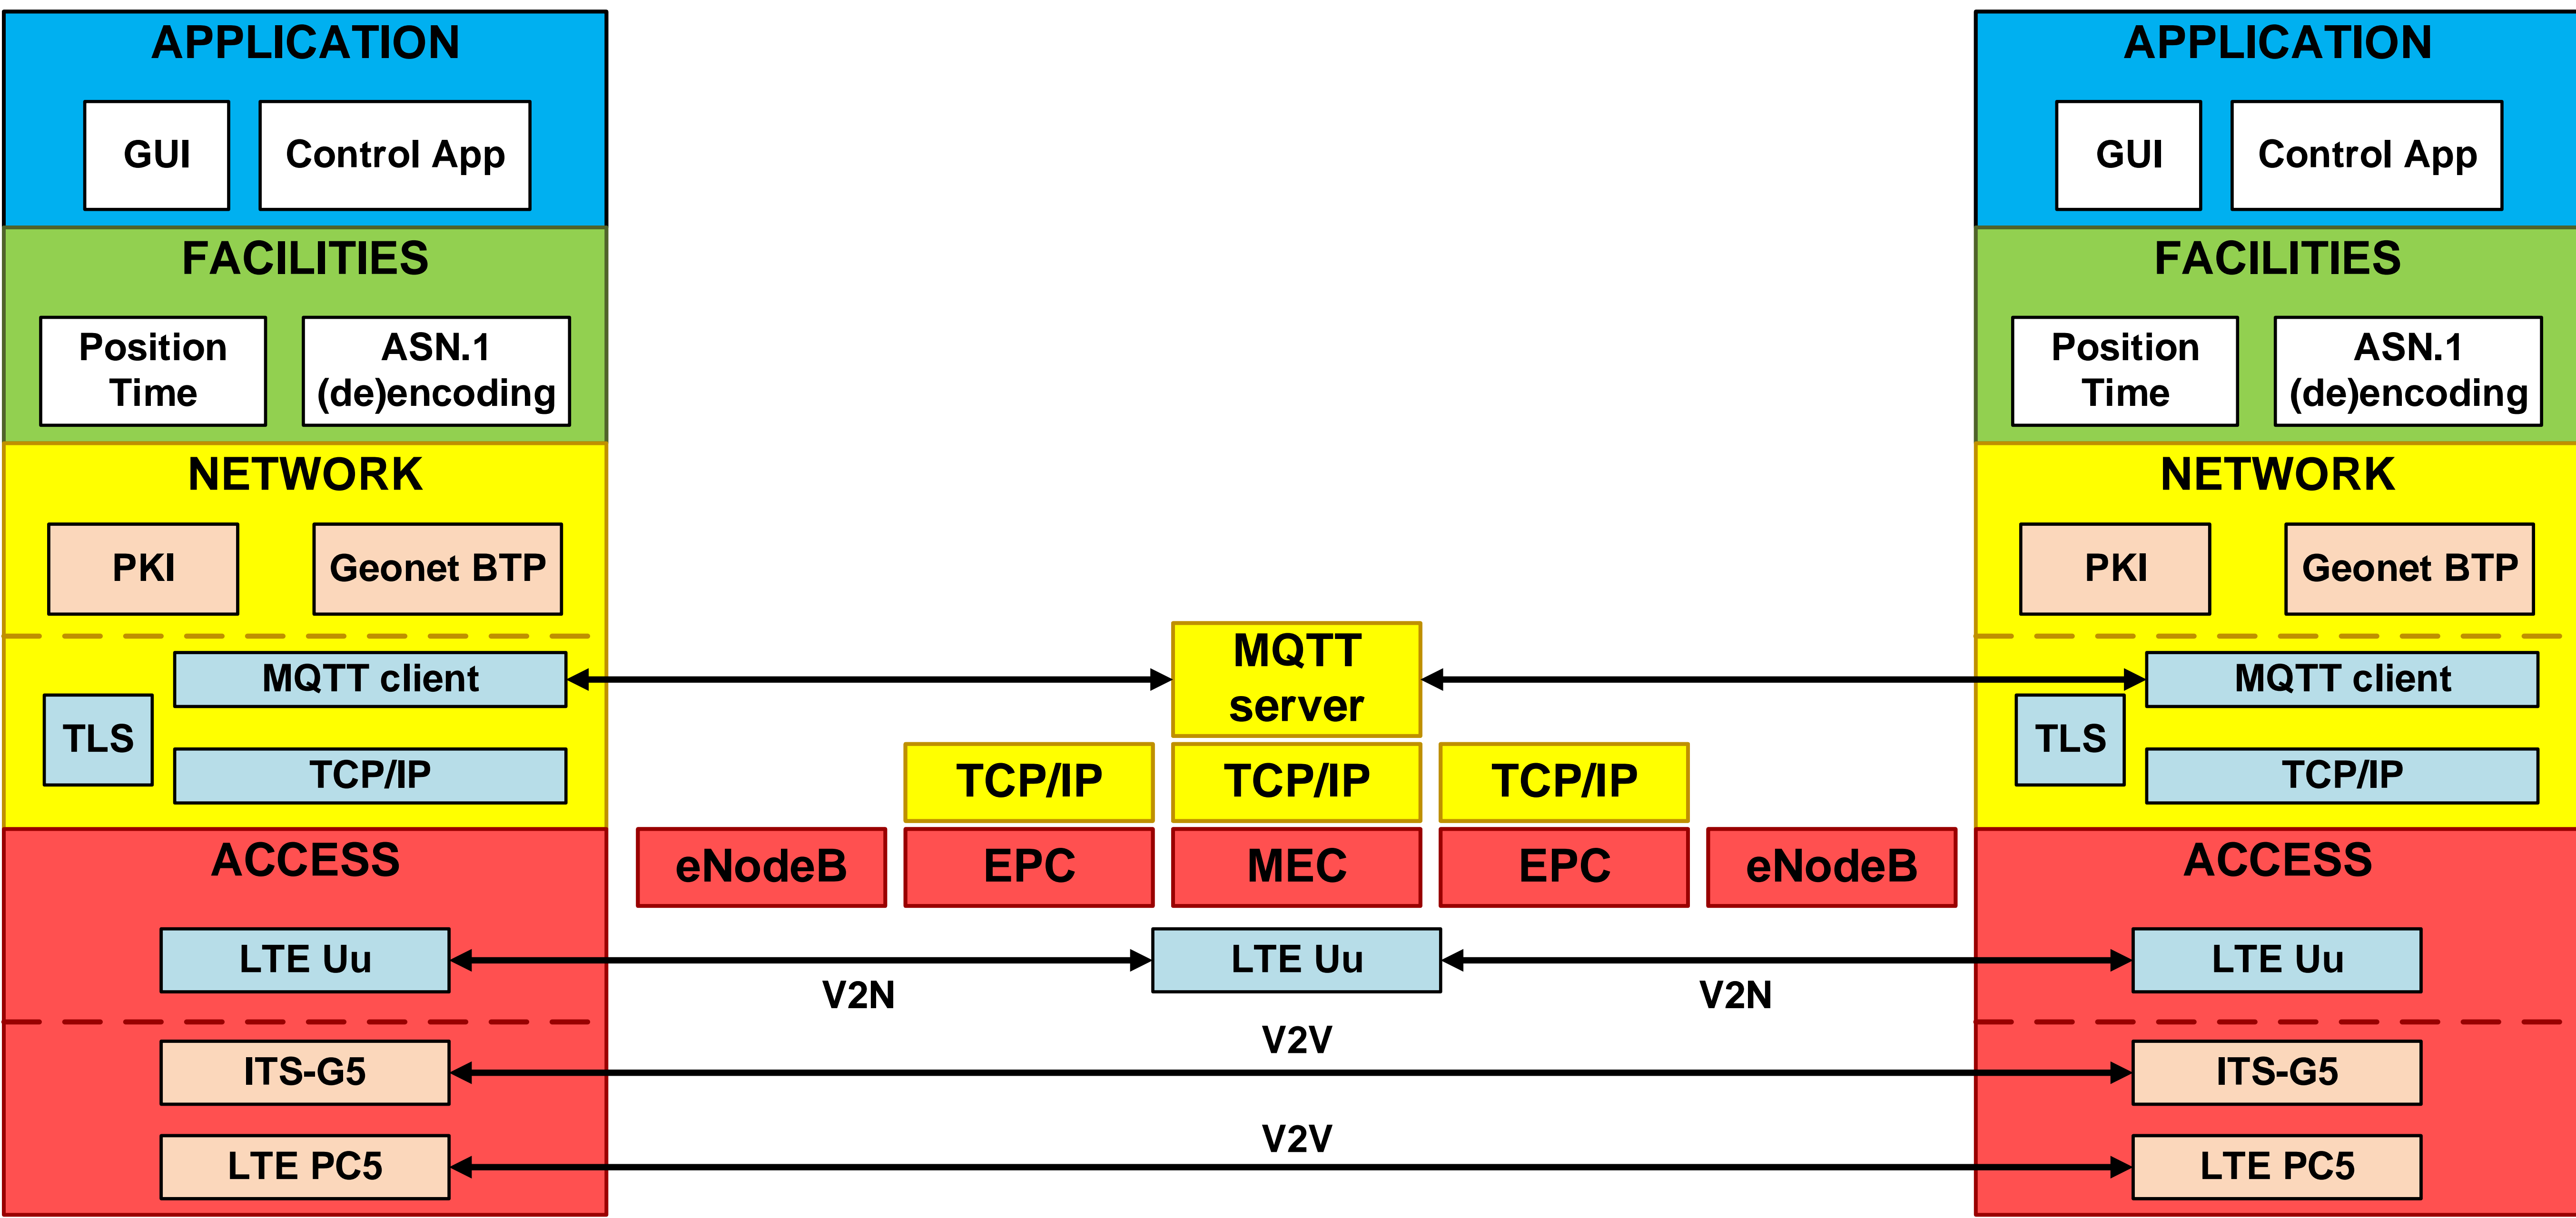 APPLICATION
GUI
Control App
FACILITIES
Position
Time
ASN.1
(de)encoding
NETWORK
PKI
Geonet BTP
MQTT client
TLS
TCP/IP
ACCESS
LTE Uu
ITS-G5
LTE PC5
MQTT
server
TCP/IP
TCP/IP
TCP/IP
eNodeB
EPC
MEC
EPC
eNodeB
LTE Uu
V2N
V2N
V2V
V2V
APPLICATION
GUI
Control App
FACILITIES
Position
Time
ASN.1
(de)encoding
NETWORK
PKI
Geonet BTP
MQTT client
TLS
TCP/IP
ACCESS
LTE Uu
ITS-G5
LTE PC5